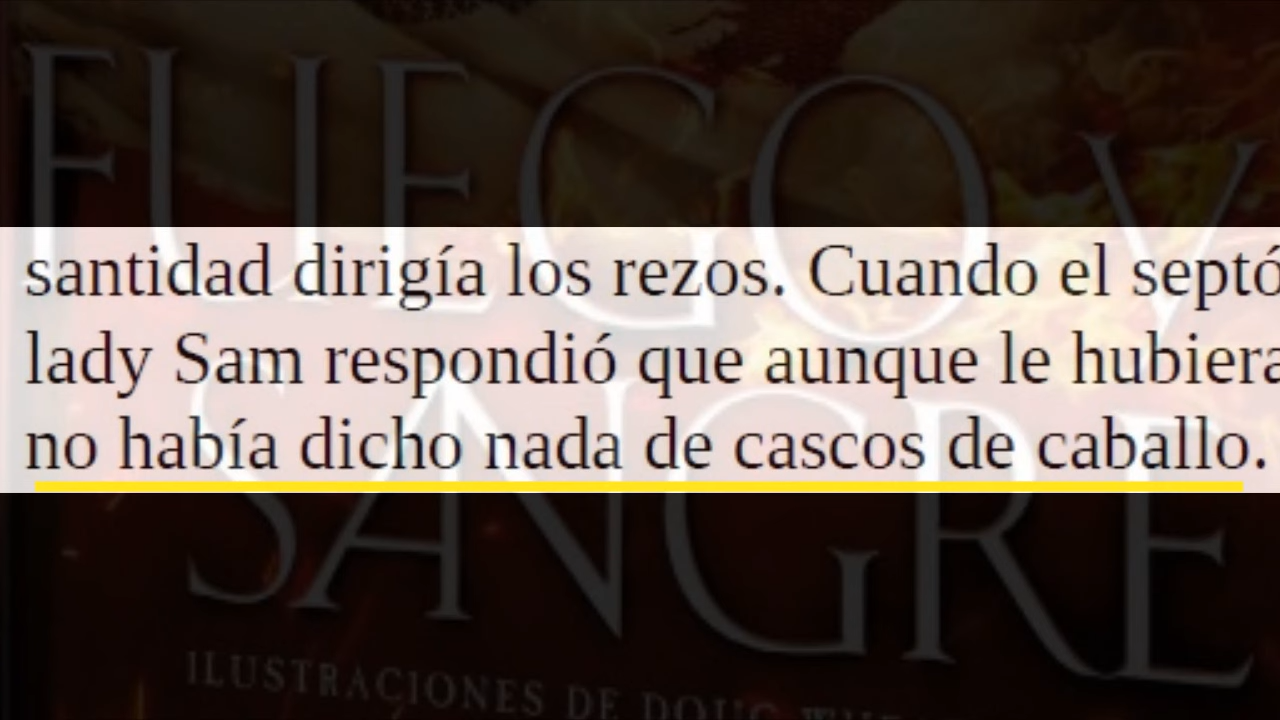 FUEGO Y
santidad dirigía los rezos. Cuando el septó
lady Sam respondió que aunque le hubiera
no había dicho nada de cascos de caballo.
SANGRE
ILUSTRACIONES DE DOUG